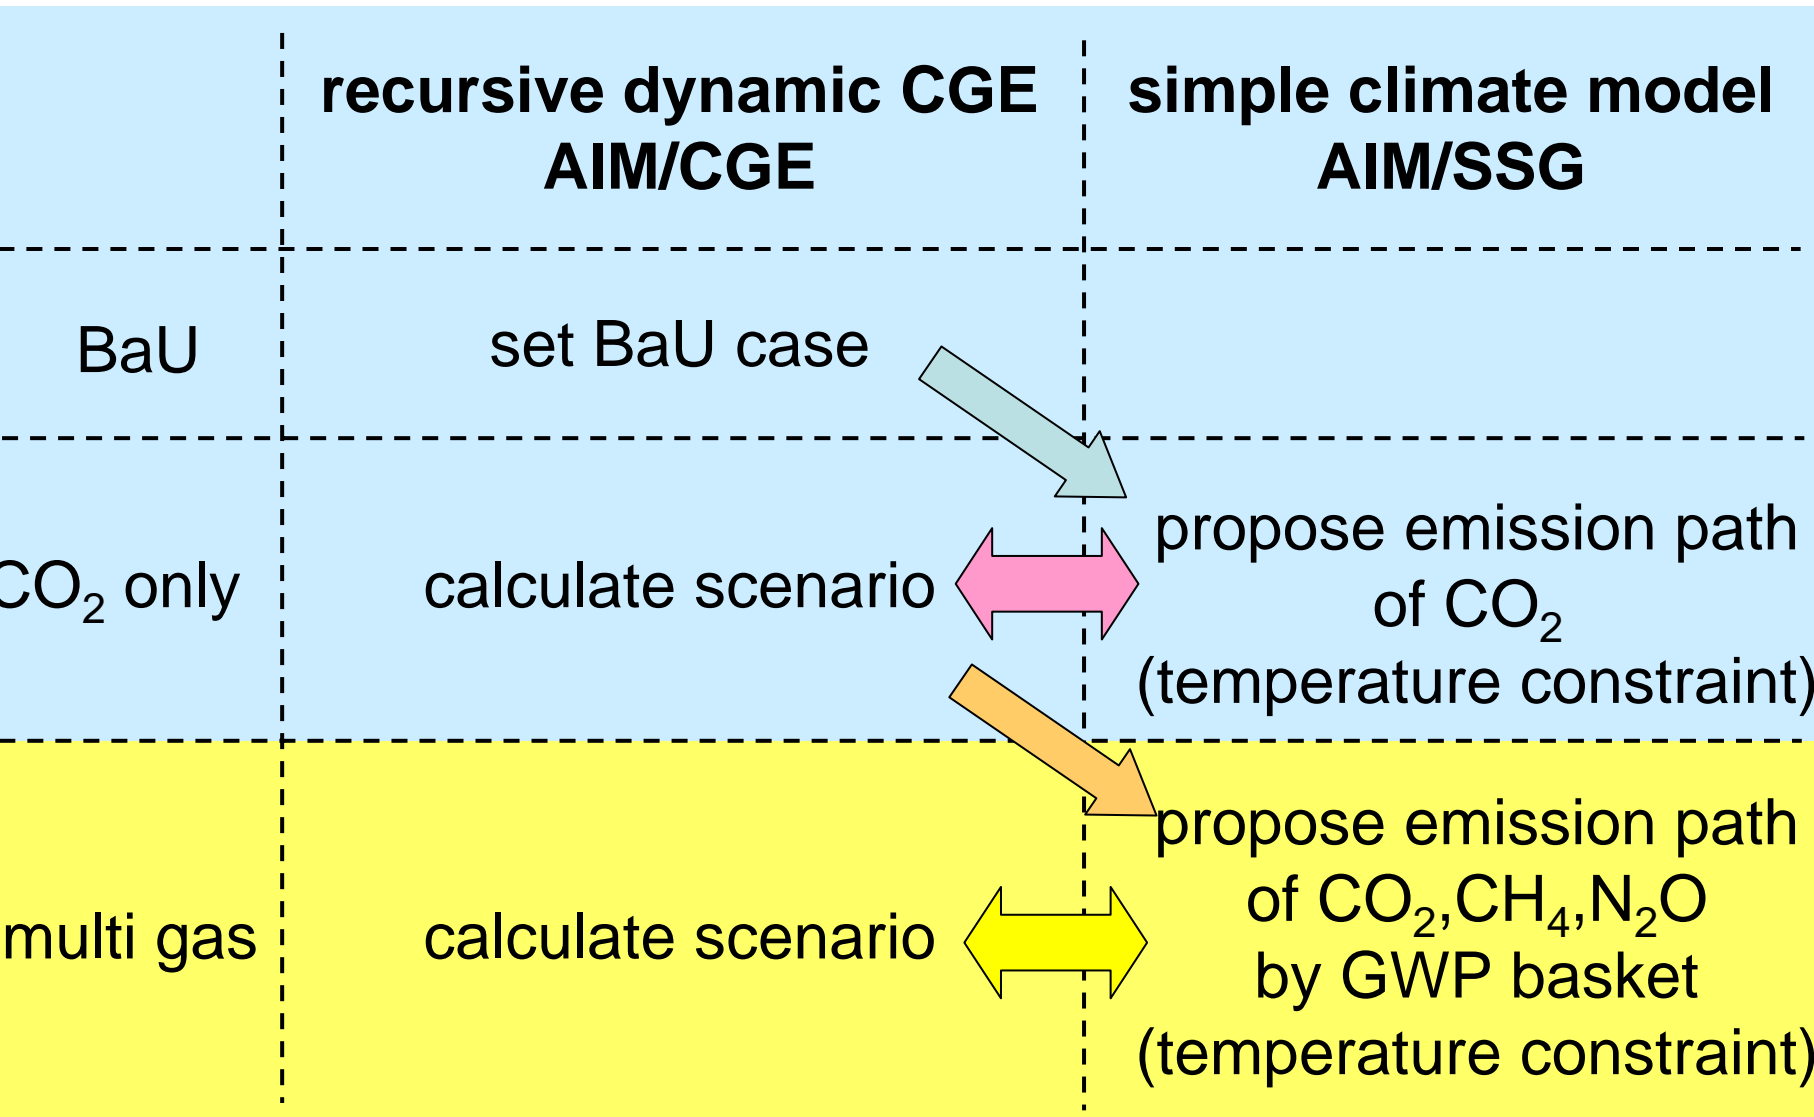 recursive dynamic CGE
AIM/CGE
simple climate model
AIM/SSG
BaU
set BaU case
CO₂ only
calculate scenario
propose emission path
of CO₂
(temperature constraint)
multi gas
calculate scenario
propose emission path
of CO₂,CH₄,N₂O
by GWP basket
(temperature constraint)